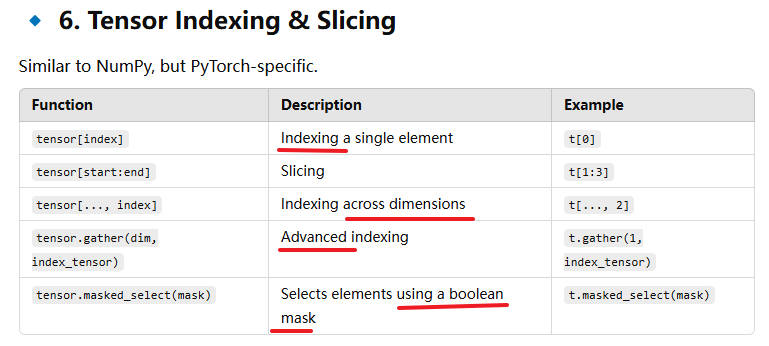 6. Tensor Indexing & Slicing
Similar to NumPy, but PyTorch-specific.
Function Description Example
tensor[index] Indexing a single element t[0]
tensor[start:end] Slicing t[1:3]
tensor[..., index] Indexing across dimensions t[..., 2]
tensor.gather(dim, Advanced indexing t.gather(1,
index_tensor) index_tensor)
tensor.masked_select(mask) Selects elements using a boolean t.masked_select(mask)
mask